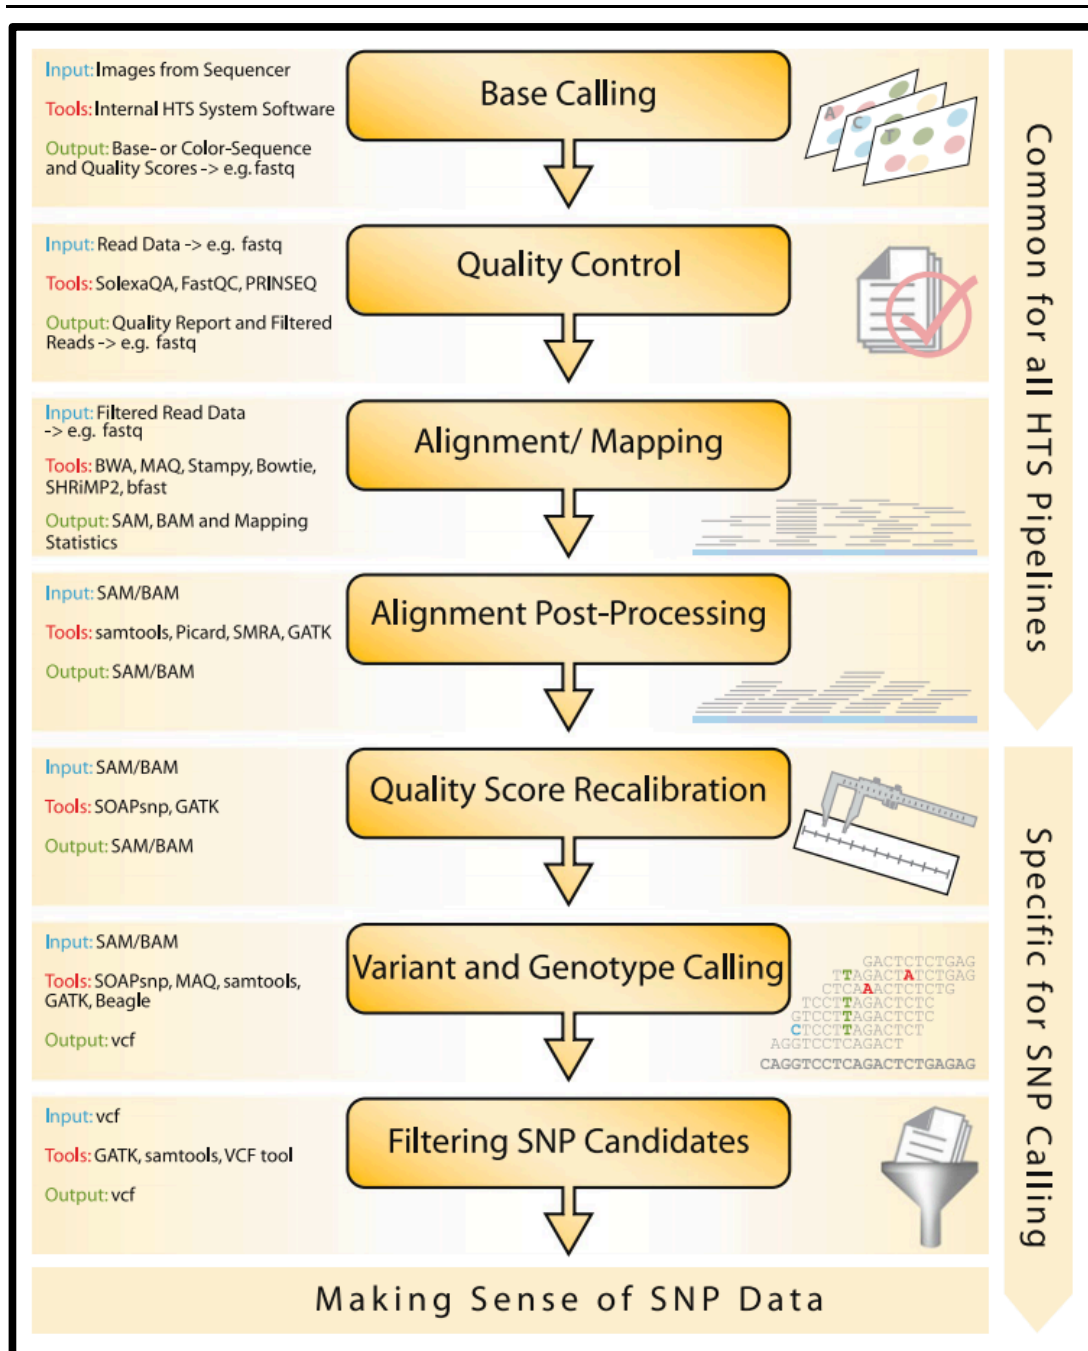 Input: Images from Sequencer
Tools: Internal HTS System Software
Output: Base- or Color-Sequence
and Quality Scores -> e.g. fastq
Base Calling
A
C
T
Input: Read Data -> e.g. fastq
Tools: SolexaQA, FastQC, PRINSEQ
Output: Quality Report and Filtered
Reads -> e.g. fastq
Quality Control
Input: Filtered Read Data
-> e.g. fastq
Tools: BWA, MAQ, Stampy, Bowtie,
SHRiMP2, bfast
Output: SAM, BAM and Mapping
Statistics
Alignment/ Mapping
Input: SAM/BAM
Tools: samtools, Picard, SMRA, GATK
Output: SAM/BAM
Alignment Post-Processing
Common for all HTS Pipelines
Input: SAM/BAM
Tools: SOAPsnp, GATK
Output: SAM/BAM
Quality Score Recalibration
Input: SAM/BAM
Tools: SOAPsnp, MAQ, samtools,
GATK, Beagle
Output: vcf
Variant and Genotype Calling
GACTCTCTGAG
TTAGACTATCTGAG
CTCAAACTCTCTG
TCCTTAGACTCTC
GTCCTTAGACTCTC
CTCCTTAGACTCT
AGGTCCTCAGACT
CAGGTCCTCAGACTCTGAGAG
Input: vcf
Tools: GATK, samtools, VCF tool
Output: vcf
Filtering SNP Candidates
Specific for SNP Calling
Making Sense of SNP Data